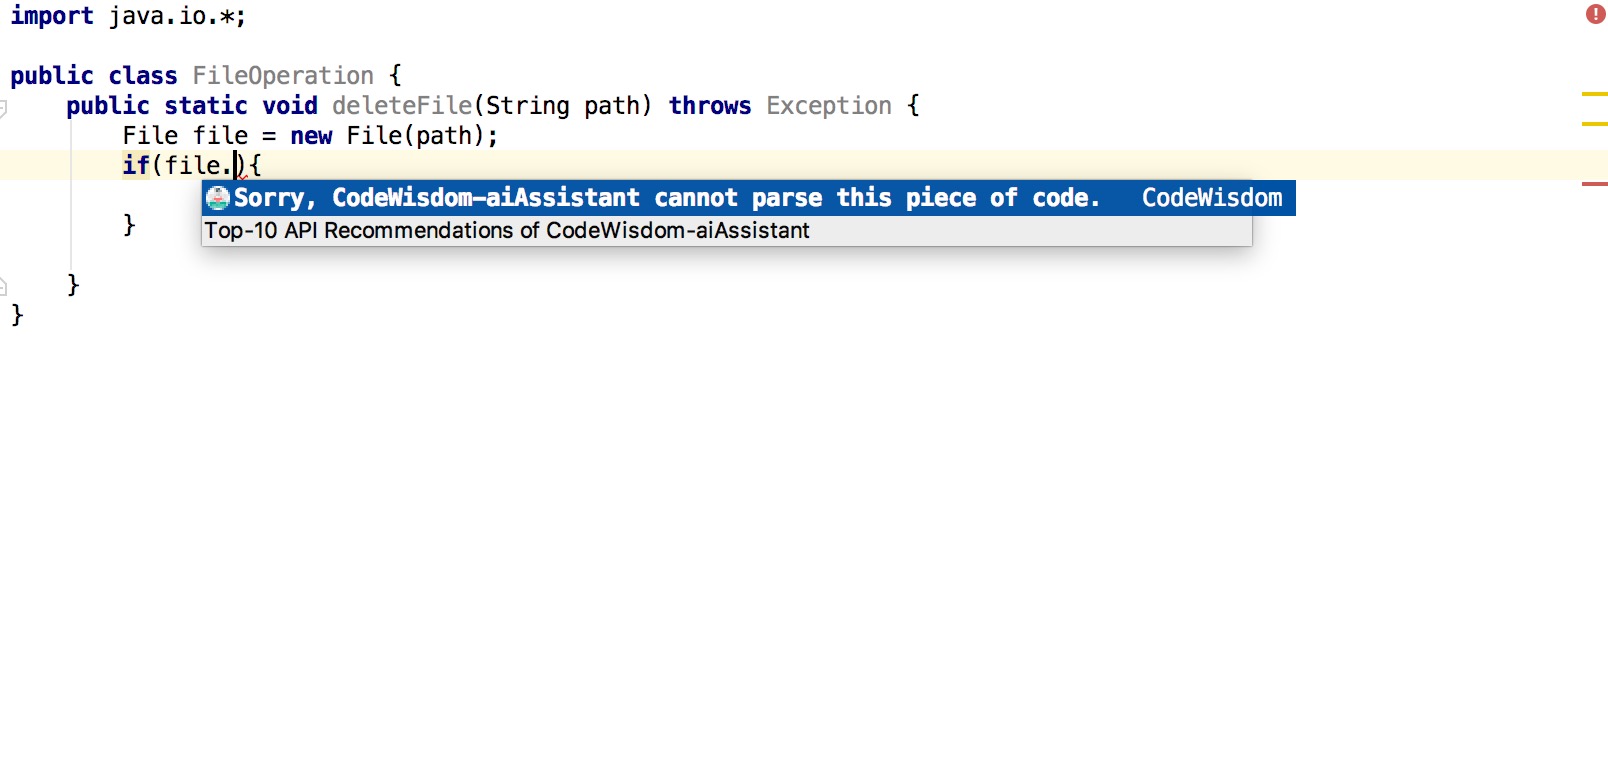 import java.io.*;
public class FileOperation {
public static void deleteFile(String path) throws Exception {
File file = new File(path);
if(file.){
Sorry, CodeWisdom-aiAssistant cannot parse this piece of code. CodeWisdom
}
Top-10 API Recommendations of CodeWisdom-aiAssistant
}
}